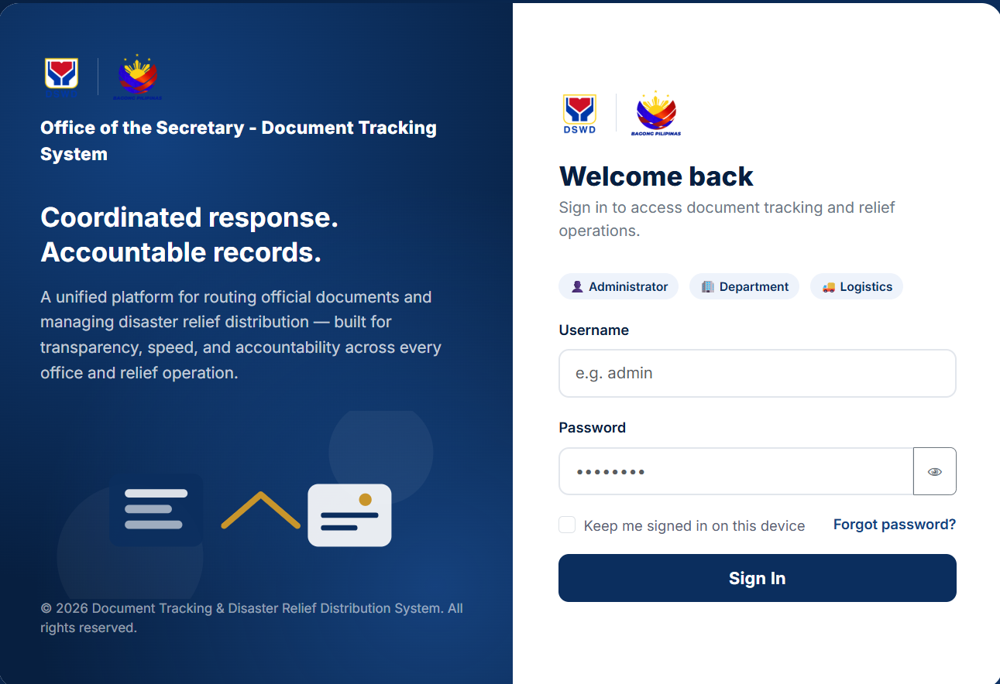 BAGONG PILIPINAS
Office of the Secretary - Document Tracking
System
Coordinated response.
Accountable records.
A unified platform for routing official documents and
managing disaster relief distribution — built for
transparency, speed, and accountability across every
office and relief operation.
© 2026 Document Tracking & Disaster Relief Distribution System. All
rights reserved.
DSWD
BAGONG PILIPINAS
Welcome back
Sign in to access document tracking and relief
operations.
Administrator Department Logistics
Username
e.g. admin
Password
••••••••
Keep me signed in on this device Forgot password?
Sign In